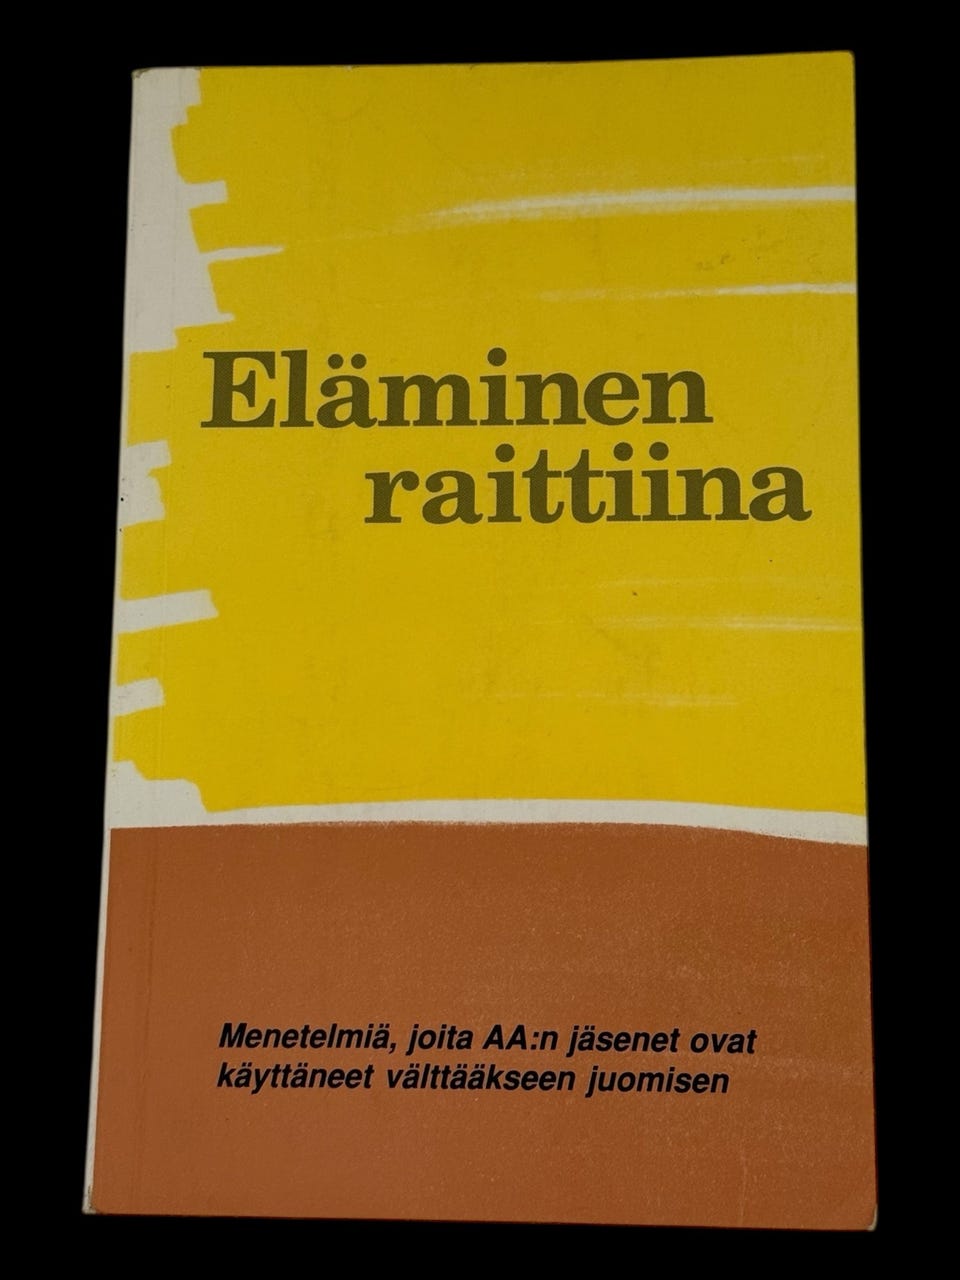 Eläminen
raittiina
Menetelmiä, joita AA:n jäsenet ovat
käyttäneet välttääkseen juomisen